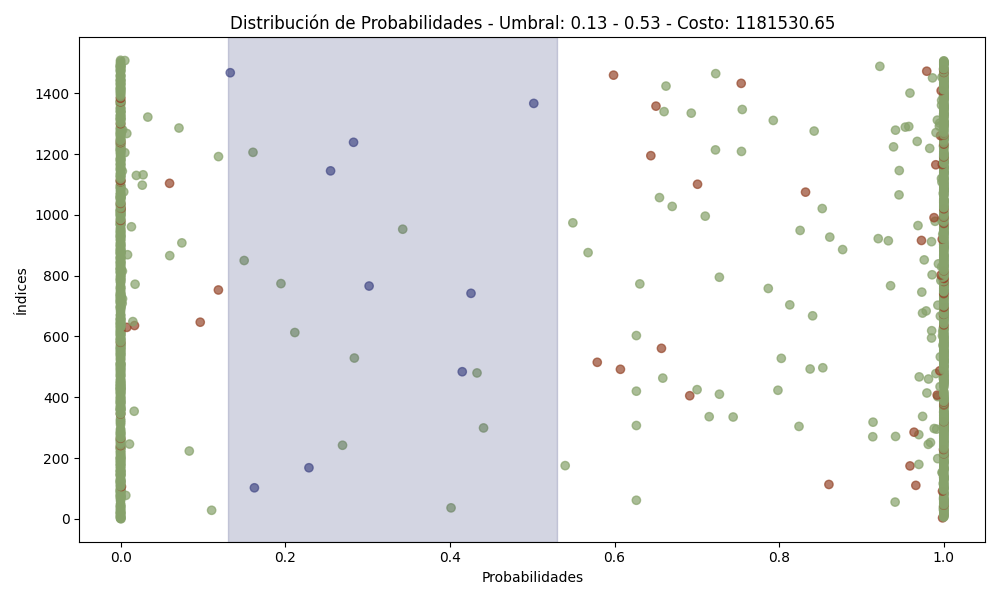 Distribución de Probabilidades - Umbral: 0.13 - 0.53 - Costo: 1181530.65
1400
1200
1000
800
600
400
200
0
Índices
0.0 0.2 0.4 0.6 0.8 1.0
Probabilidades